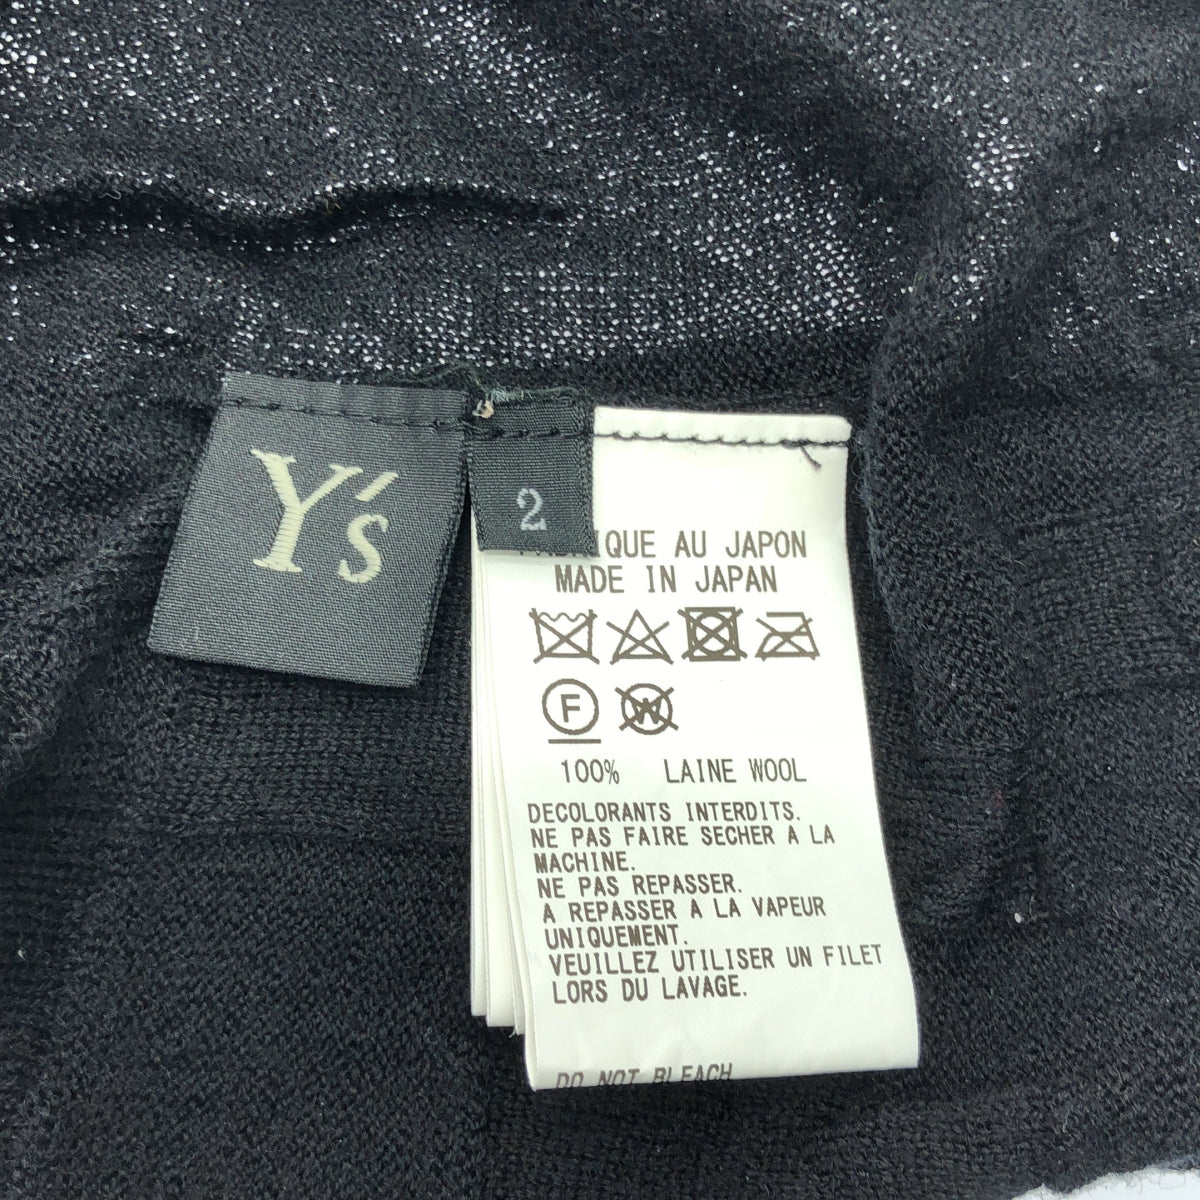 Y's
2
QUE AU JAPON
MADE IN JAPAN
F
W
100% LAINE WOOL
DECOLORANTS INTERDITS.
NE PAS FAIRE SECHER A LA
MACHINE.
NE PAS REPASSER.
A REPASSER A LA VAPEUR
UNIQUEMENT.
VEUILLEZ UTILISER UN FILET
LORS DU LAVAGE.
DO NOT BLEACH